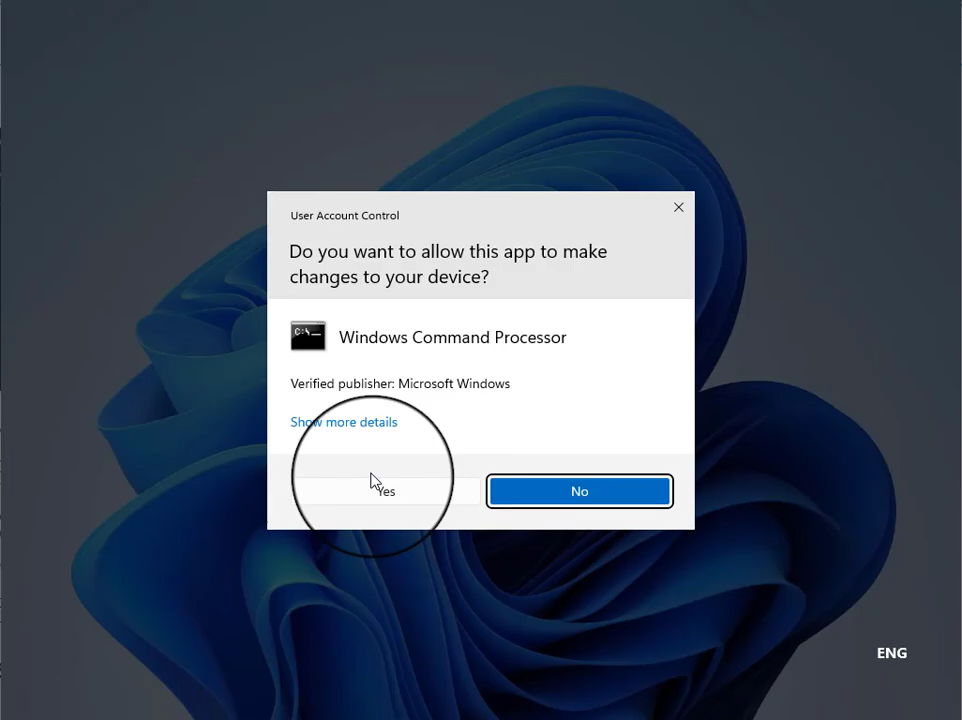 User Account Control
Do you want to allow this app to make
changes to your device?
C:\_
Windows Command Processor
Verified publisher: Microsoft Windows
Show more details
Yes
No
ENG